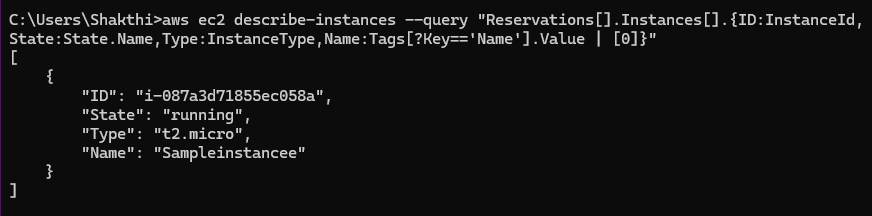 C:\Users\Shakthi>aws ec2 describe-instances --query "Reservations[].Instances[].{ID:InstanceId,
State:State.Name,Type:InstanceType,Name:Tags[?Key=='Name'].Value | [0]}"
[
    {
        "ID": "i-087a3d71855ec058a",
        "State": "running",
        "Type": "t2.micro",
        "Name": "Sampleinstancee"
    }
]